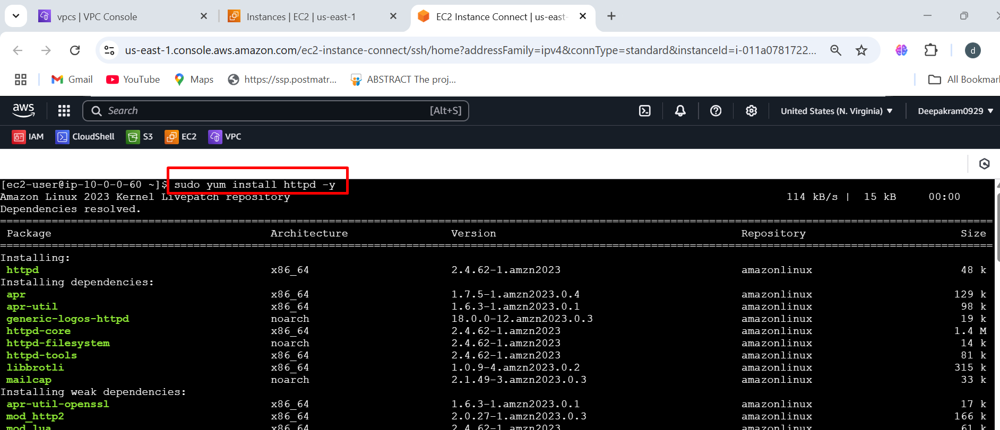 vpcs | VPC Console
Instances | EC2 | us-east-1
EC2 Instance Connect | us-east-
us-east-1.console.aws.amazon.com/ec2-instance-connect/ssh/home?addressFamily=ipv4&connType=standard&instanceId=i-011a0781722...
d
Gmail
YouTube
Maps
https://ssp.postmatr...
ABSTRACT The proj...
All Bookmar
aws
Search
[Alt+S]
United States (N. Virginia)
Deepakram0929
IAM
CloudShell
S3
EC2
VPC
[ec2-user@ip-10-0-0-60 ~]$ sudo yum install httpd -y
Amazon Linux 2023 Kernel Livepatch repository 114 kB/s | 15 kB 00:00
Dependencies resolved.
Package Architecture Version Repository Size
Installing:
httpd x86_64 2.4.62-1.amzn2023 amazonlinux 48 k
Installing dependencies:
apr x86_64 1.7.5-1.amzn2023.0.4 amazonlinux 129 k
apr-util x86_64 1.6.3-1.amzn2023.0.1 amazonlinux 98 k
generic-logos-httpd noarch 18.0.0-12.amzn2023.0.3 amazonlinux 19 k
httpd-core x86_64 2.4.62-1.amzn2023 amazonlinux 1.4 M
httpd-filesystem noarch 2.4.62-1.amzn2023 amazonlinux 14 k
httpd-tools x86_64 2.4.62-1.amzn2023 amazonlinux 81 k
libbrotli x86_64 1.0.9-4.amzn2023.0.2 amazonlinux 315 k
mailcap noarch 2.1.49-3.amzn2023.0.3 amazonlinux 33 k
Installing weak dependencies:
apr-util-openssl x86_64 1.6.3-1.amzn2023.0.1 amazonlinux 17 k
mod_http2 x86_64 2.0.27-1.amzn2023.0.3 amazonlinux 166 k
mod_lua x86_64 2.4.62-1.amzn2023 amazonlinux 61 k